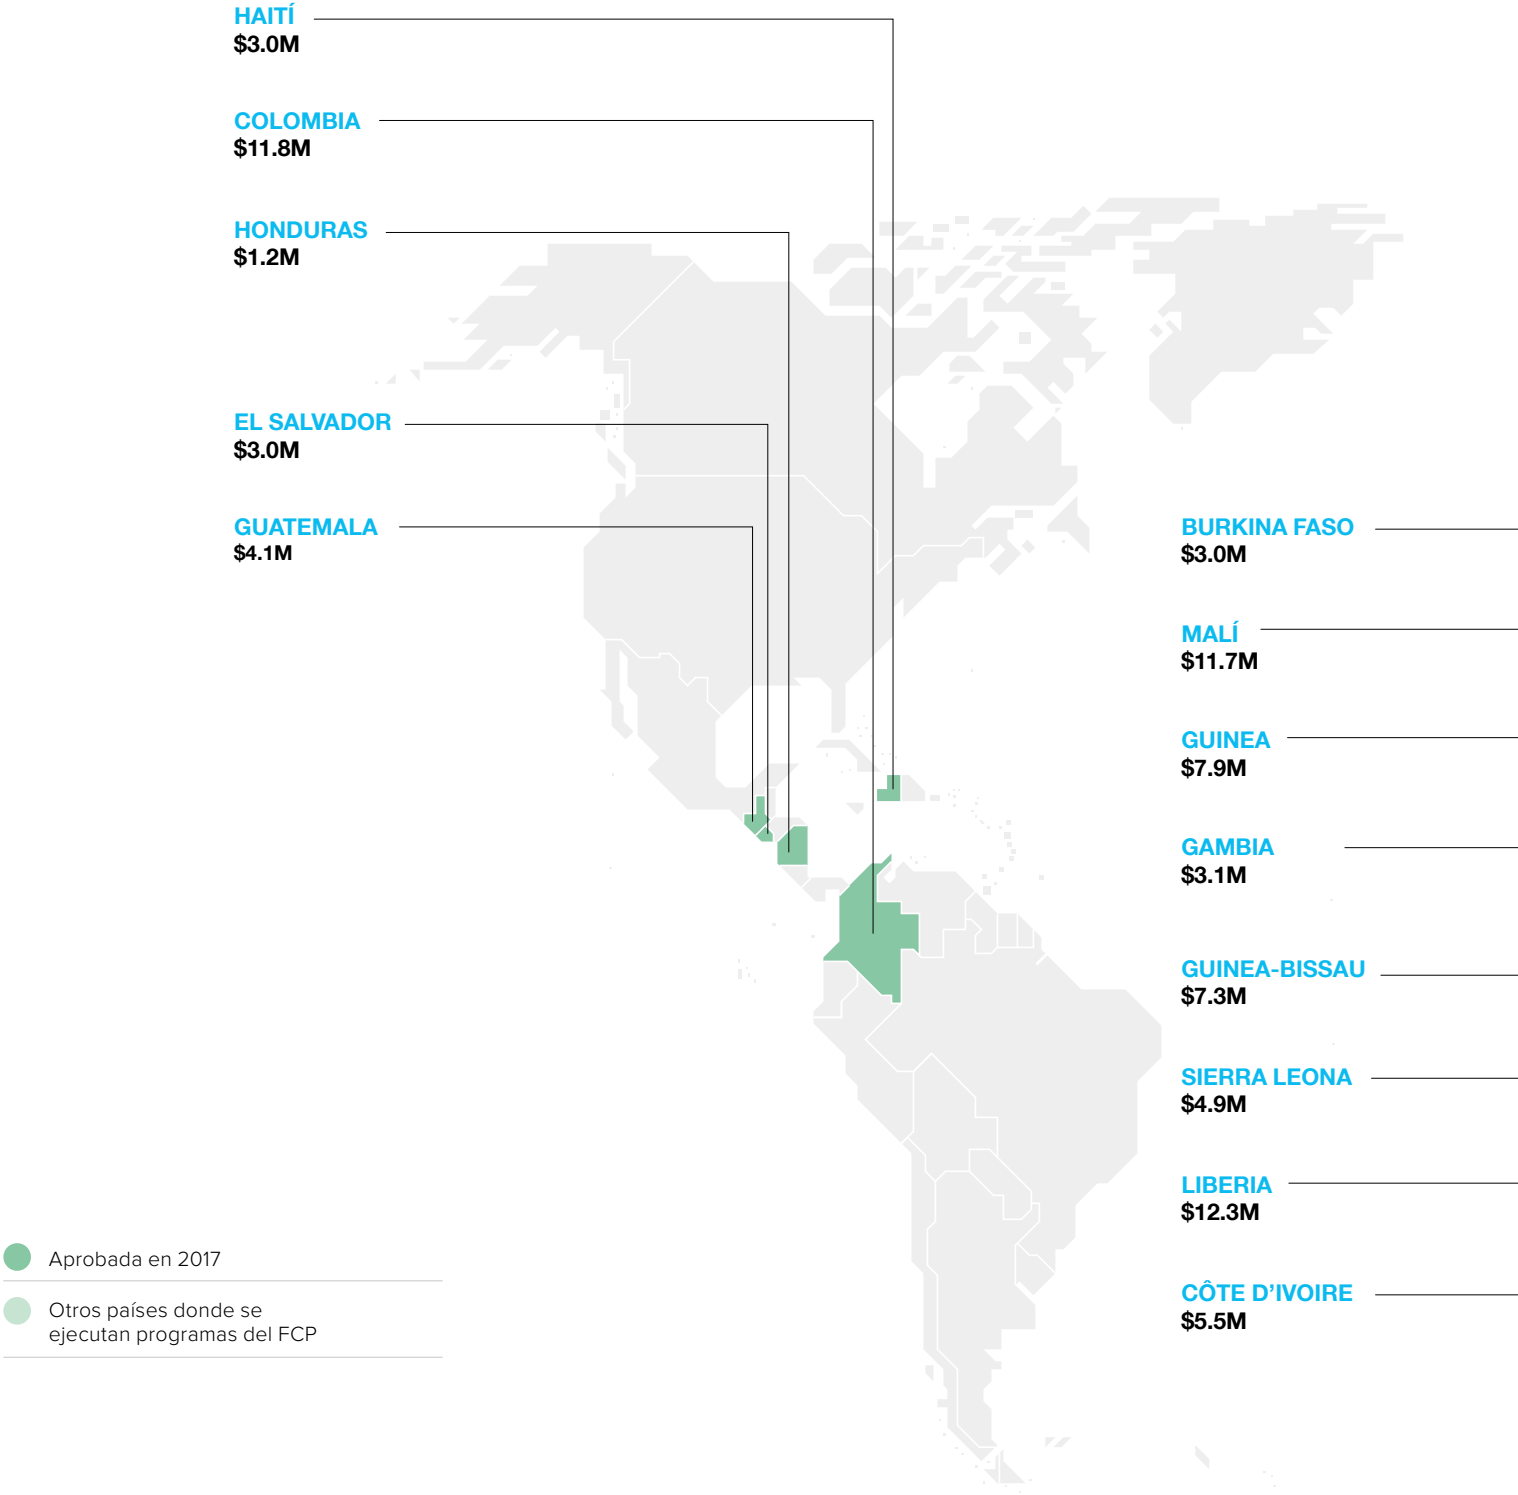 HAITÍ
$3.0M
COLOMBIA
$11.8M
HONDURAS
$1.2M
EL SALVADOR
$3.0M
GUATEMALA
$4.1M
BURKINA FASO
$3.0M
MALÍ
$11.7M
GUINEA
$7.9M
GAMBIA
$3.1M
GUINEA-BISSAU
$7.3M
SIERRA LEONA
$4.9M
LIBERIA
$12.3M
CÔTE D’IVOIRE
$5.5M
Aprobada en 2017
Otros países donde se
ejecutan programas del FCP